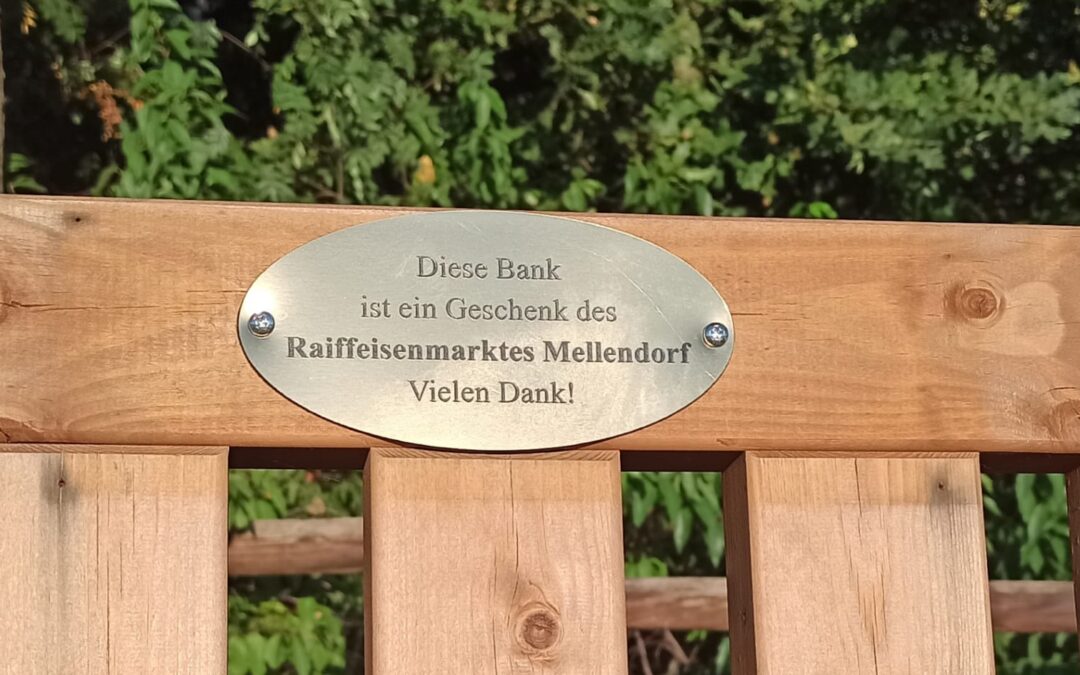 Diese Bank
ist ein Geschenk des
Raiffeisenmarktes Mellendorf
Vielen Dank!